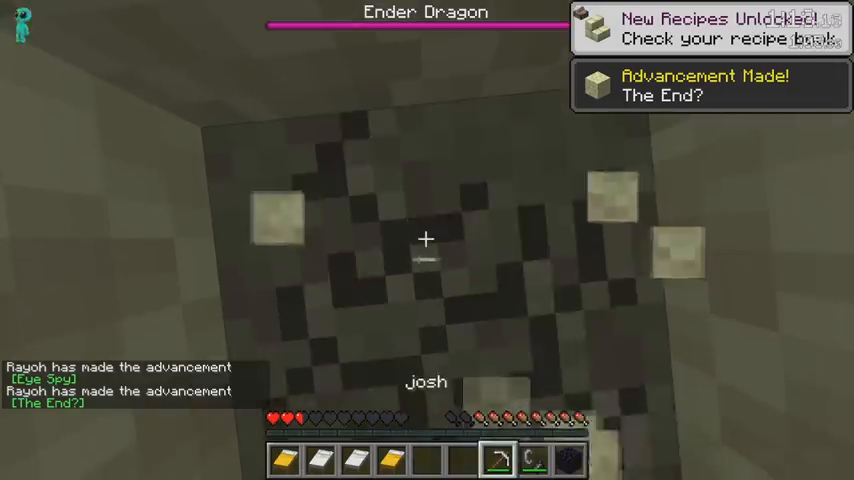 Ender Dragon
New Recipes Unlocked!
Check your recipe book
Advancement Made!
The End?
Rayoh has made the advancement
[Eye Spy]
Rayoh has made the advancement
[The End?]
josh